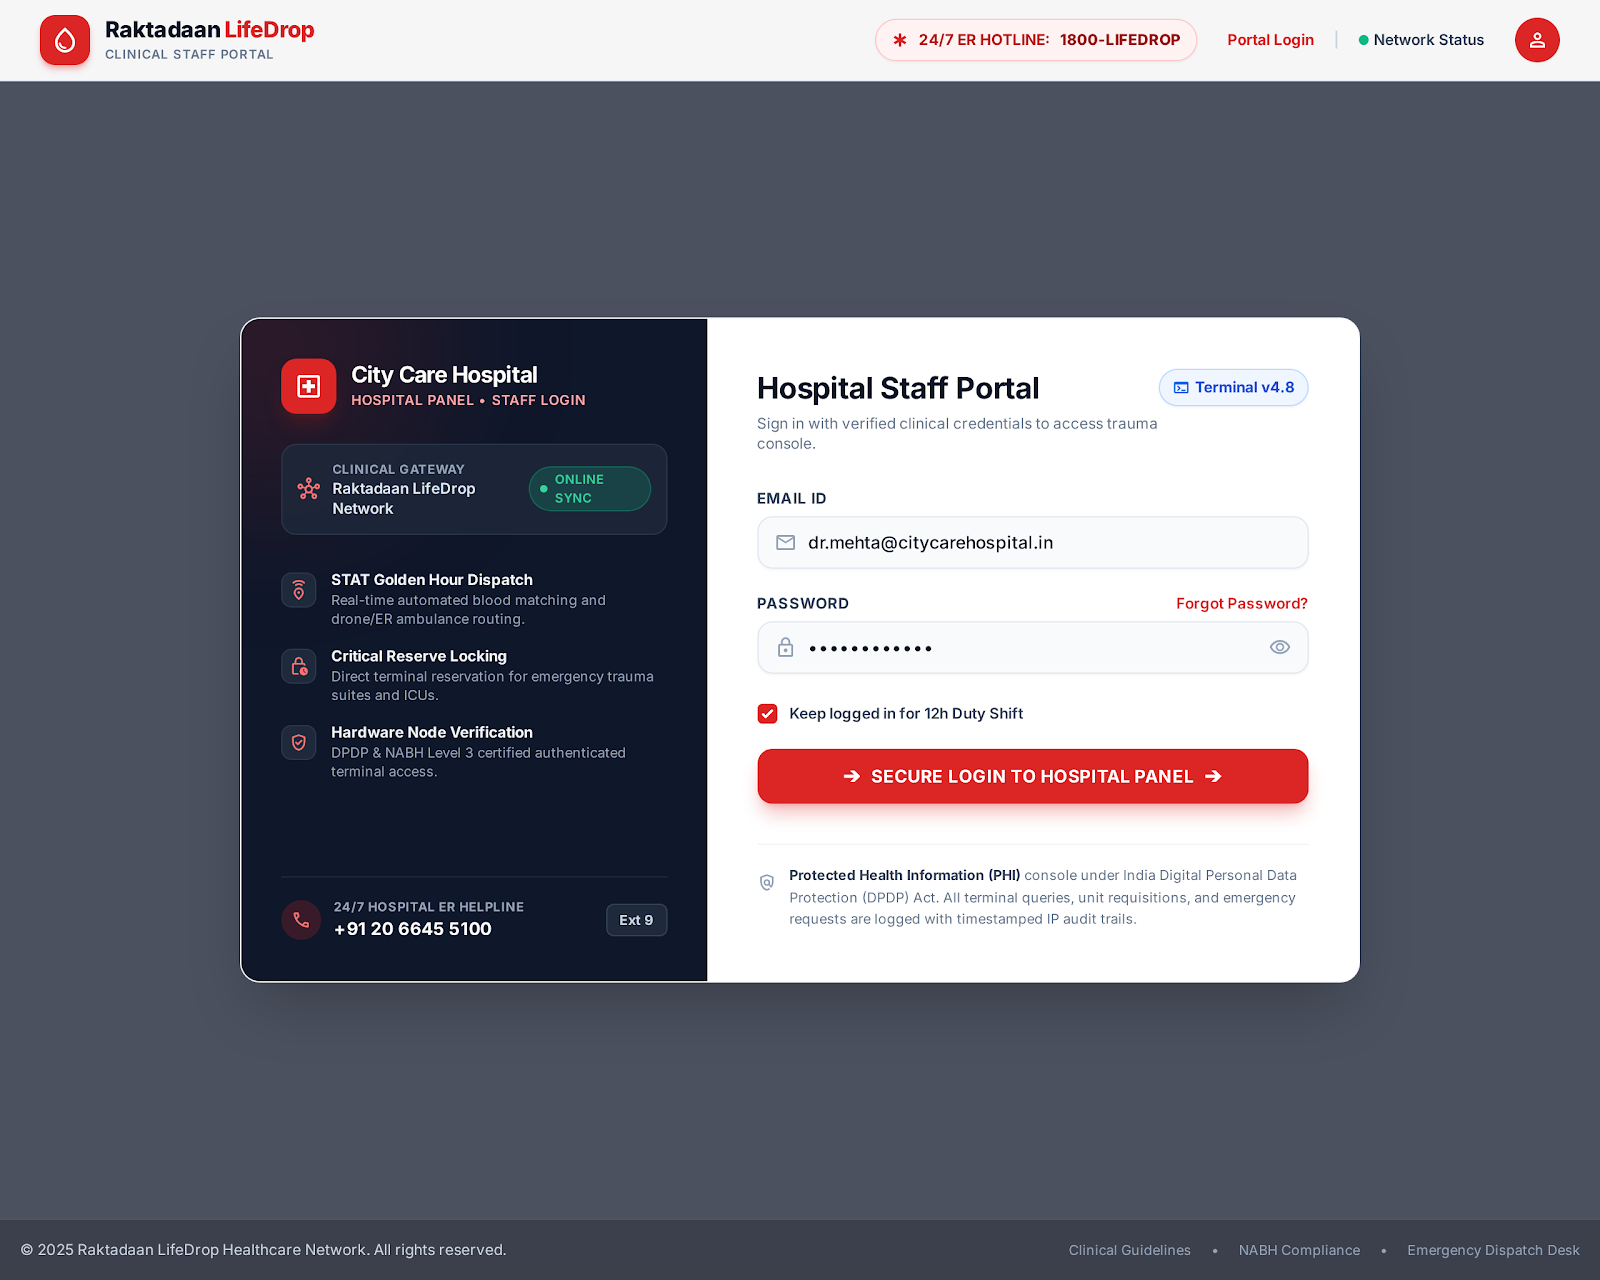 Raktadaan LifeDrop
CLINICAL STAFF PORTAL
24/7 ER HOTLINE: 1800-LIFEDROP
Portal Login
Network Status
City Care Hospital
HOSPITAL PANEL • STAFF LOGIN
CLINICAL GATEWAY
Raktadaan LifeDrop
Network
ONLINE
SYNC
STAT Golden Hour Dispatch
Real-time automated blood matching and
drone/ER ambulance routing.
Critical Reserve Locking
Direct terminal reservation for emergency trauma
suites and ICUs.
Hardware Node Verification
DPDP & NABH Level 3 certified authenticated
terminal access.
24/7 HOSPITAL ER HELPLINE
+91 20 6645 5100
Ext 9
Hospital Staff Portal
Terminal v4.8
Sign in with verified clinical credentials to access trauma
console.
EMAIL ID
dr.mehta@citycarehospital.in
PASSWORD
Forgot Password?
••••••••••••
Keep logged in for 12h Duty Shift
➔ SECURE LOGIN TO HOSPITAL PANEL ➔
Protected Health Information (PHI) console under India Digital Personal Data
Protection (DPDP) Act. All terminal queries, unit requisitions, and emergency
requests are logged with timestamped IP audit trails.
© 2025 Raktadaan LifeDrop Healthcare Network. All rights reserved.
Clinical Guidelines • NABH Compliance • Emergency Dispatch Desk